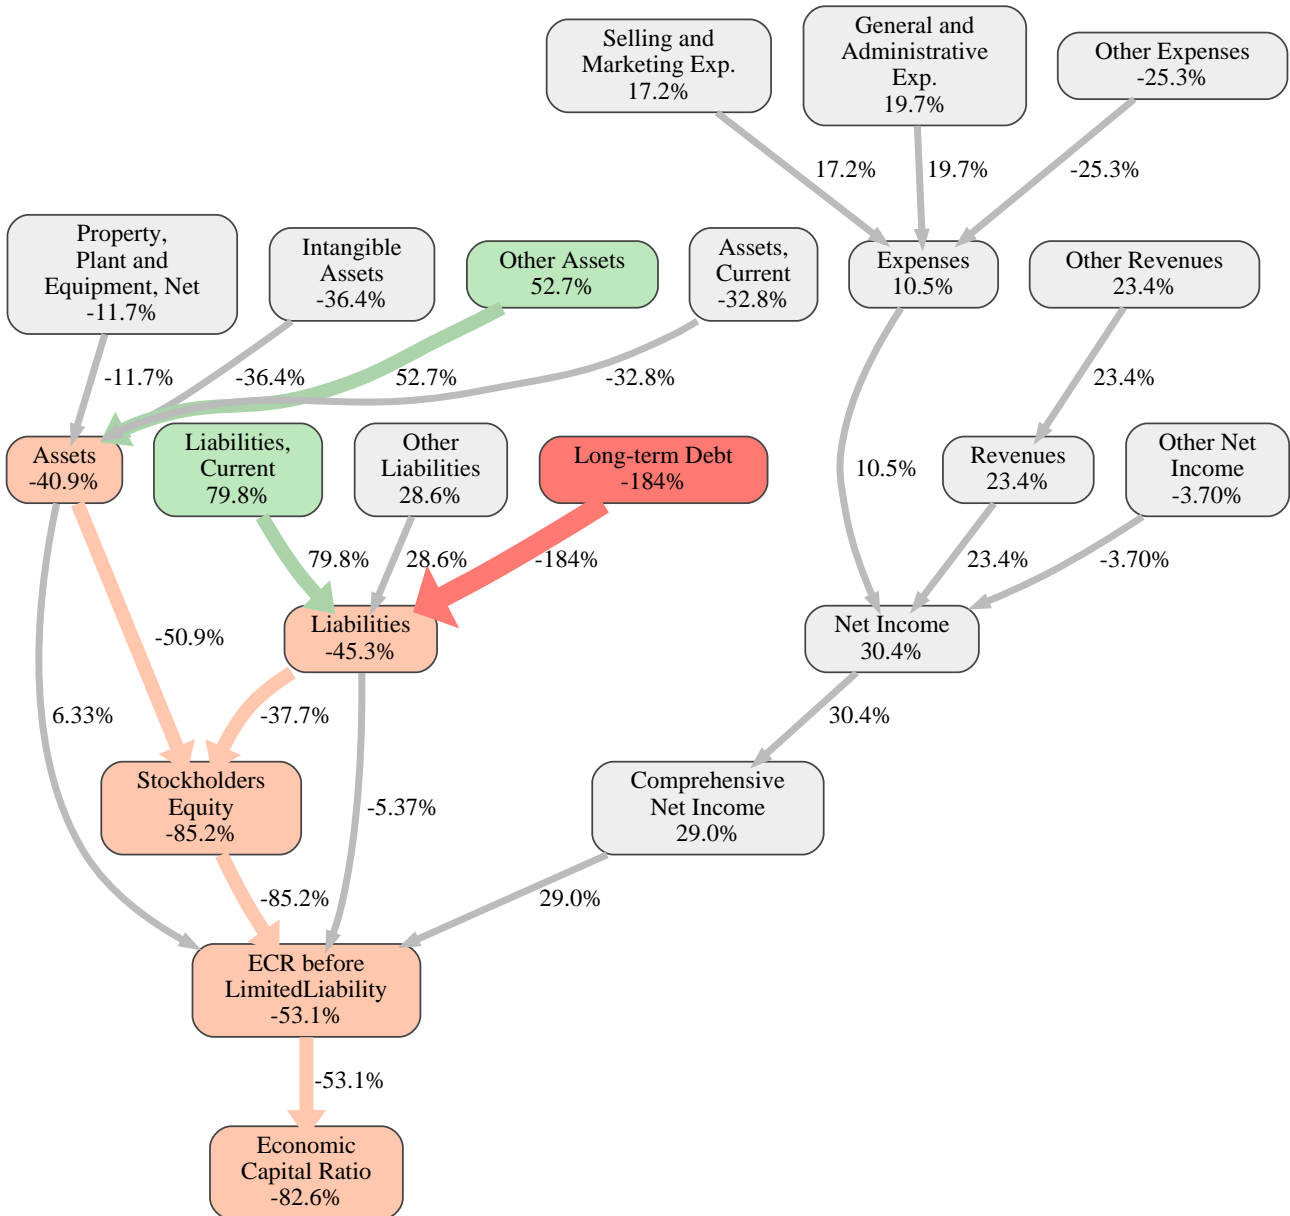 Selling and
Marketing Exp.
17.2%
General and
Administrative
Exp.
19.7%
Other Expenses
-25.3%
17.2%
19.7%
-25.3%
Property,
Plant and
Equipment, Net
-11.7%
Intangible
Assets
-36.4%
Other Assets
52.7%
Assets,
Current
-32.8%
Expenses
10.5%
Other Revenues
23.4%
-11.7%
-36.4%
52.7%
-32.8%
23.4%
Assets
-40.9%
Liabilities,
Current
79.8%
Other
Liabilities
28.6%
Long-term Debt
-184%
10.5%
Revenues
23.4%
Other Net
Income
-3.70%
79.8%
28.6%
-184%
23.4%
-3.70%
-50.9%
Liabilities
-45.3%
Net Income
30.4%
6.33%
-37.7%
30.4%
Stockholders
Equity
-85.2%
-5.37%
Comprehensive
Net Income
29.0%
-85.2%
29.0%
ECR before
LimitedLiability
-53.1%
-53.1%
Economic
Capital Ratio
-82.6%